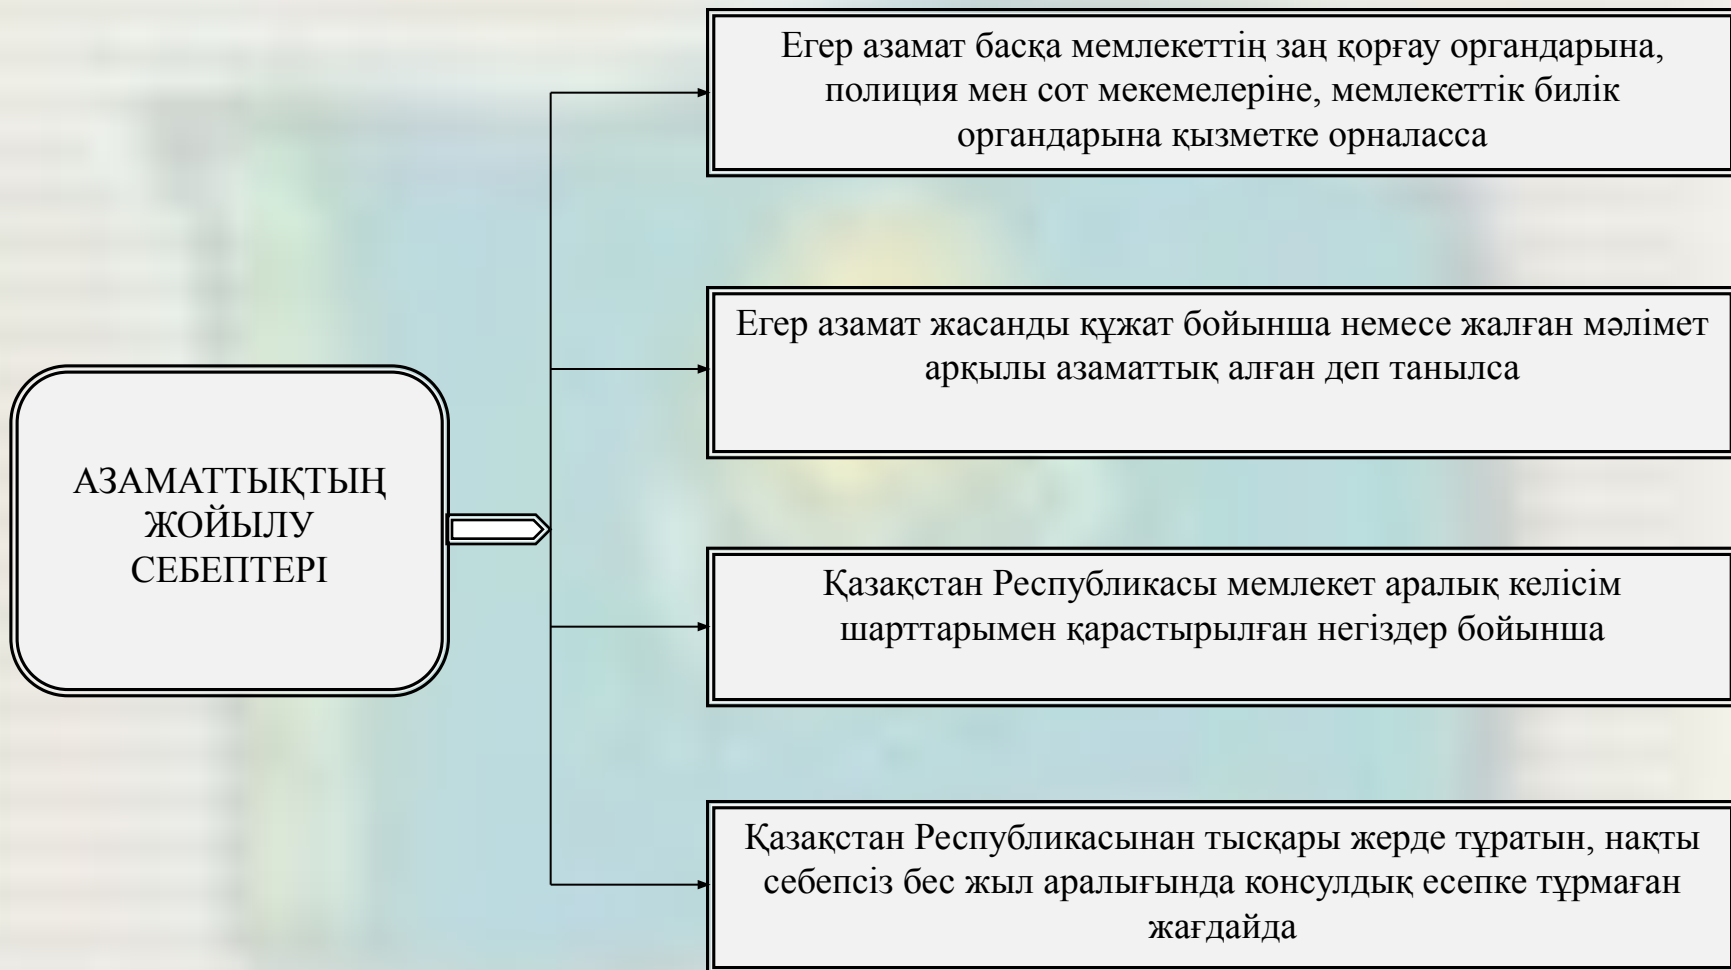 АЗАМАТТЫҚТЫҢ
ЖОЙЫЛУ
СЕБЕПТЕРІ
Егер азамат басқа мемлекеттің заң қорғау органдарына,
полиция мен сот мекемелеріне, мемлекеттік билік
органдарына қызметке орналасса
Егер азамат жасанды құжат бойынша немесе жалған мәлімет
арқылы азаматтық алған деп танылса
Қазақстан Республикасы мемлекет аралық келісім
шарттарымен қарастырылған негіздер бойынша
Қазақстан Республикасынан тысқары жерде тұратын, нақты
себепсіз бес жыл аралығында консулдық есепке тұрмаған
жағдайда